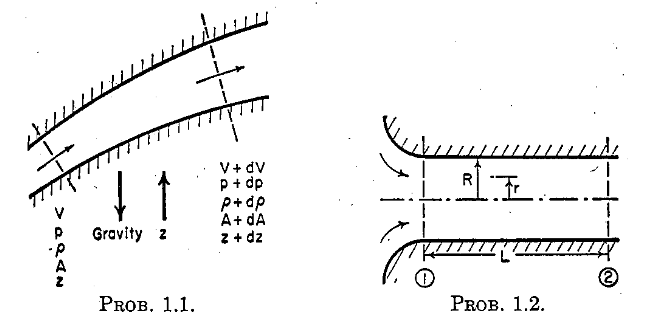 V + dV
p + dp
ρ + dρ
A + dA
z + dz
V
p
ρ
A
z
Gravity z
PROB. 1.1.
R
r
L
1 2
PROB. 1.2.